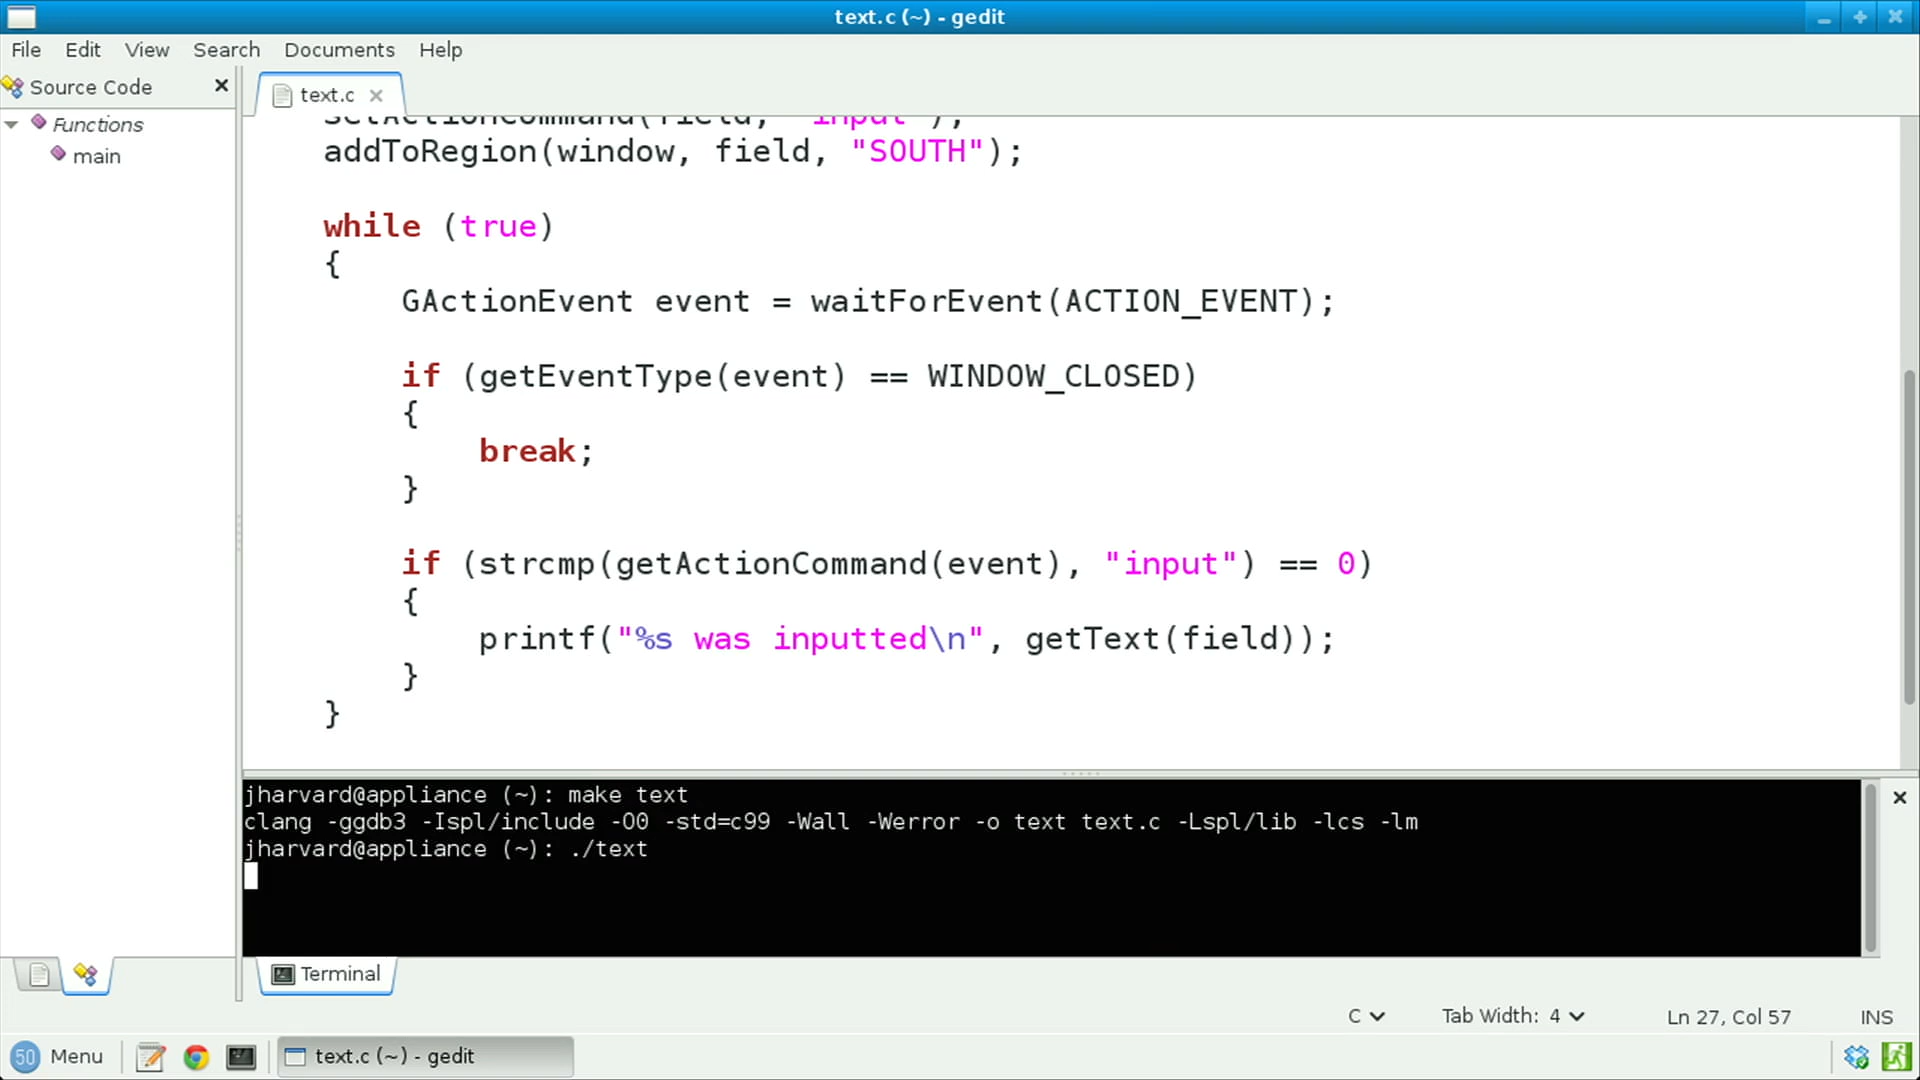 text.c (~) - gedit
File Edit View Search Documents Help
Source Code
text.c
Functions
main
setActionCommand(field, "input");
addToRegion(window, field, "SOUTH");
while (true)
{
GActionEvent event = waitForEvent(ACTION_EVENT);
if (getEventType(event) == WINDOW_CLOSED)
{
break;
}
if (strcmp(getActionCommand(event), "input") == 0)
{
printf("%s was inputted\n", getText(field));
}
}
jharvard@appliance (~): make text
clang -ggdb3 -Ispl/include -O0 -std=c99 -Wall -Werror -o text text.c -Lspl/lib -lcs -lm
jharvard@appliance (~): ./text
Terminal
C Tab Width: 4 Ln 27, Col 57 INS
50 Menu text.c (~) - gedit